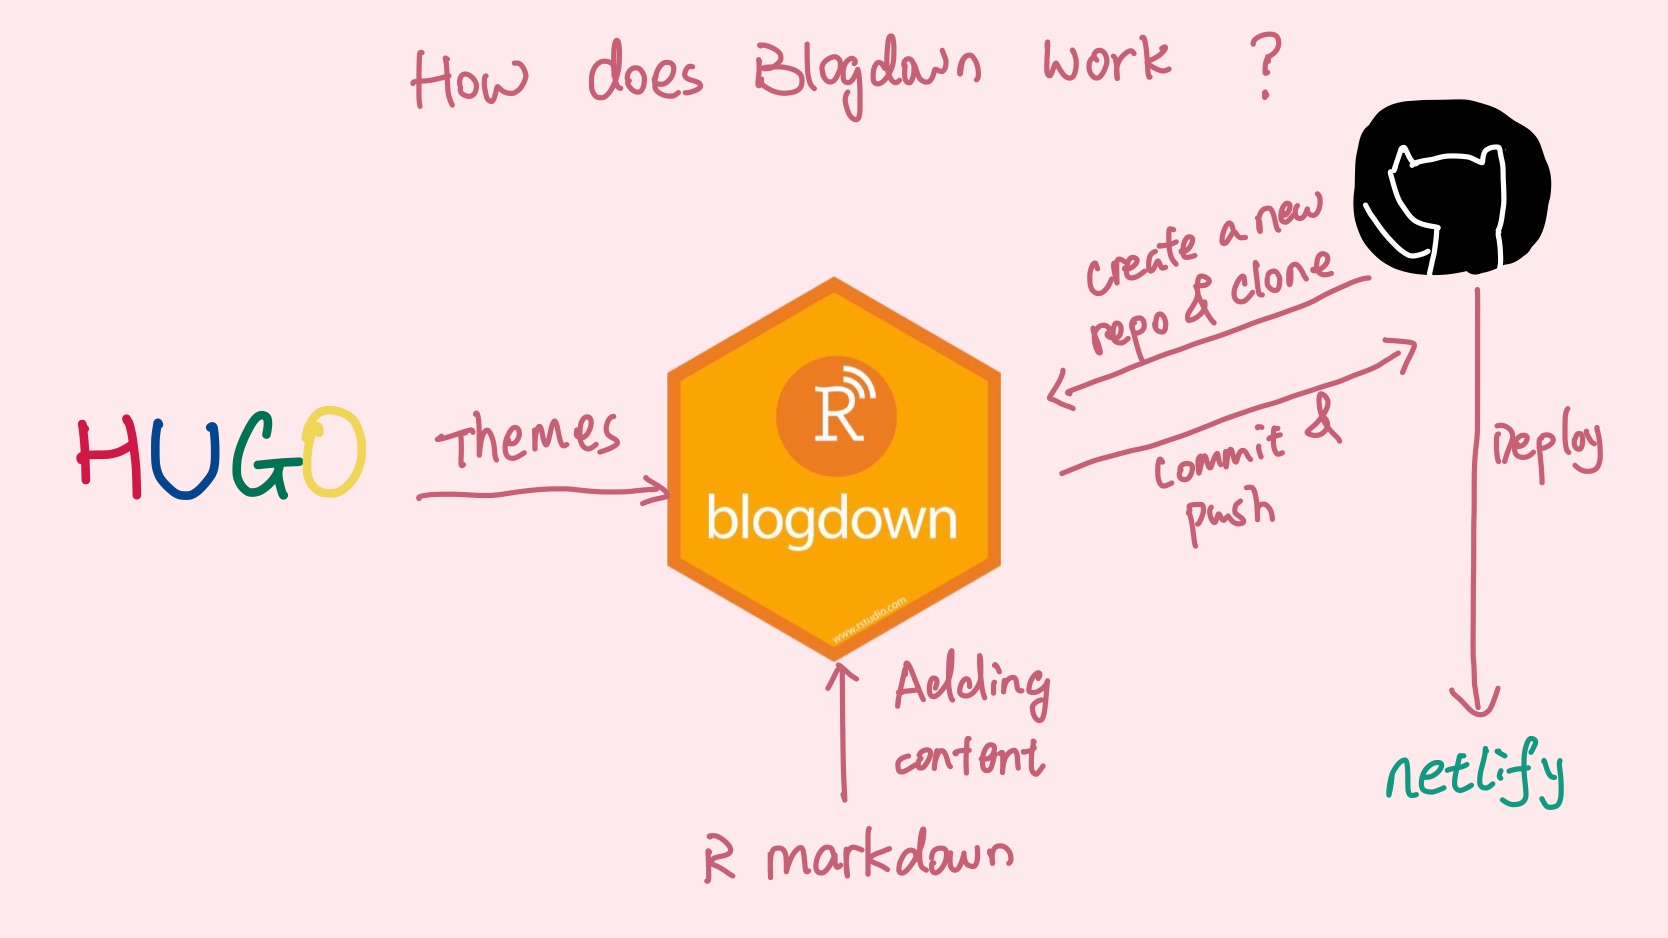 How does Blogdown work ?
create a new
repo & clone
HUGO
Themes
R
blogdown
www.rstudio.com
commit &
push
Deploy
Adding
content
netlify
R markdown